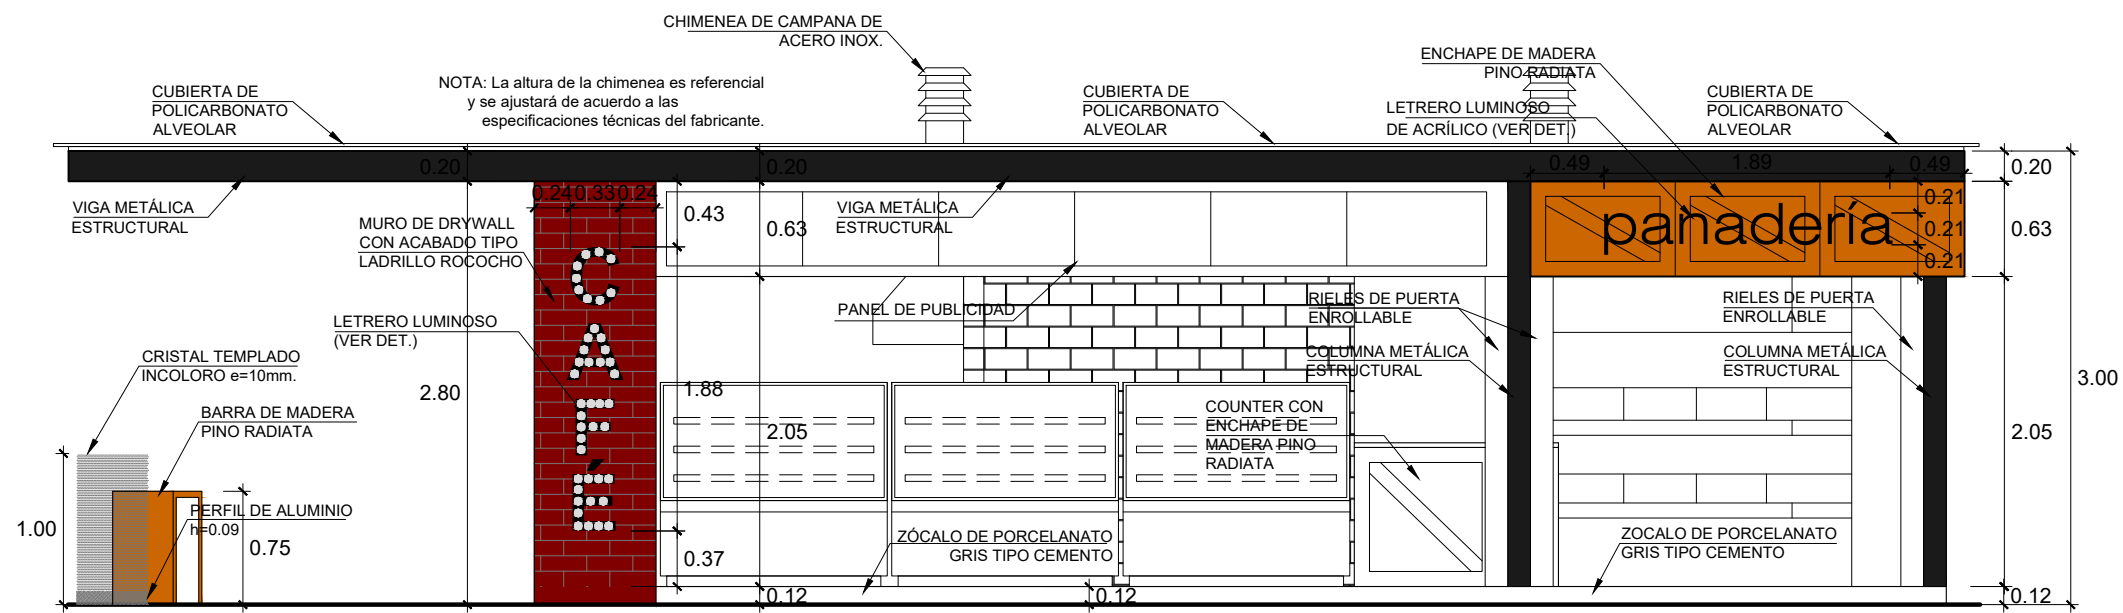 CHIMENEA DE CAMPANA DE
ACERO INOX.
NOTA: La altura de la chimenea es referencial
y se ajustará de acuerdo a las
especificaciones técnicas del fabricante.
CUBIERTA DE
POLICARBONATO
ALVEOLAR
CUBIERTA DE
POLICARBONATO
ALVEOLAR
ENCHAPE DE MADERA
PINO RADIATA
LETRERO LUMINOSO
DE ACRÍLICO (VER DET.)
CUBIERTA DE
POLICARBONATO
ALVEOLAR
0.20
0.20
0.49
1.89
0.49
0.20
VIGA METÁLICA
ESTRUCTURAL
0.24
0.33
0.24
MURO DE DRYWALL
CON ACABADO TIPO
LADRILLO ROCOCHO
0.43
0.63
VIGA METÁLICA
ESTRUCTURAL
panadería
0.21
0.21
0.21
0.63
CAFÉ
LETRERO LUMINOSO
(VER DET.)
PANEL DE PUBLICIDAD
RIELES DE PUERTA
ENROLLABLE
RIELES DE PUERTA
ENROLLABLE
CRISTAL TEMPLADO
INCOLORO e=10mm.
COLUMNA METÁLICA
ESTRUCTURAL
COLUMNA METÁLICA
ESTRUCTURAL
2.80
1.88
3.00
BARRA DE MADERA
PINO RADIATA
COUNTER CON
ENCHAPE DE
MADERA PINO
RADIATA
2.05
2.05
PERFIL DE ALUMINIO
h=0.09
1.00
0.75
0.37
ZÓCALO DE PORCELANATO
GRIS TIPO CEMENTO
ZOCALO DE PORCELANATO
GRIS TIPO CEMENTO
0.12
0.12
0.12